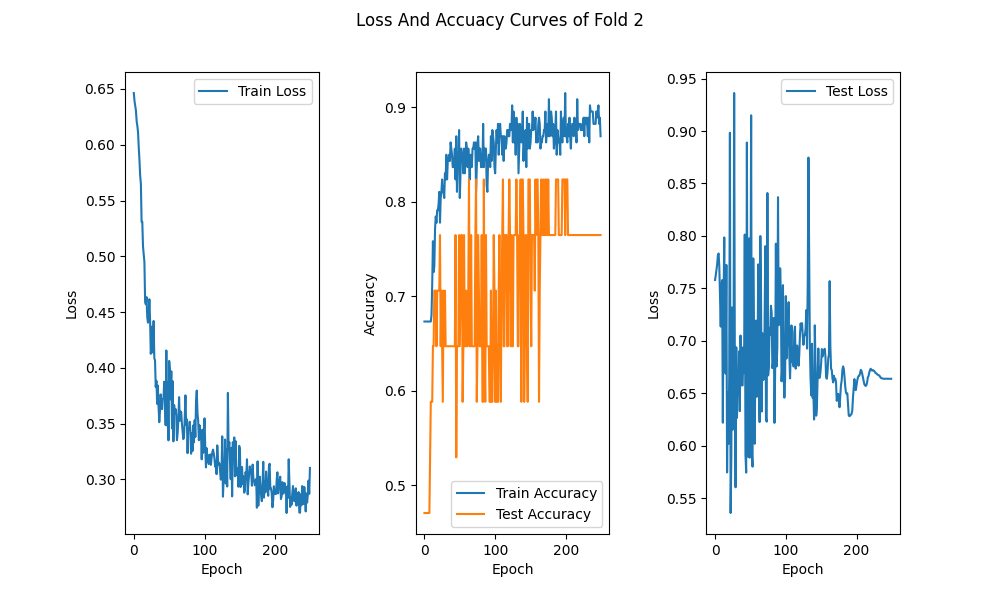 Loss And Accuacy Curves of Fold 2
Train Loss
0.65
0.60
0.55
0.50
0.45
0.40
0.35
0.30
Loss
0
100
200
Epoch
0.9
0.8
0.7
0.6
0.5
Accuracy
Train Accuracy
Test Accuracy
0
100
200
Epoch
Test Loss
0.95
0.90
0.85
0.80
0.75
0.70
0.65
0.60
0.55
Loss
0
100
200
Epoch